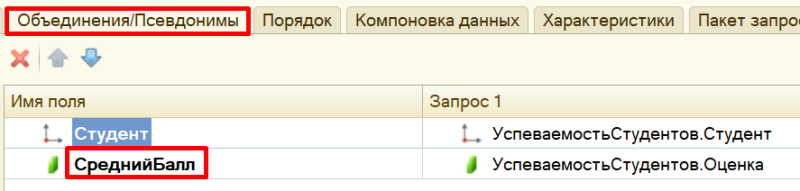 Объединения/Псевдонимы Порядок Компоновка данных Характеристики Пакет запро
Имя поля Запрос 1
Студент УспеваемостьСтудентов.Студент
СреднийБалл УспеваемостьСтудентов.Оценка